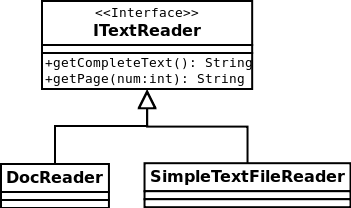 <<Interface>>
ITextReader
+getCompleteText(): String
+getPage(num:int): String
DocReader
SimpleTextFileReader